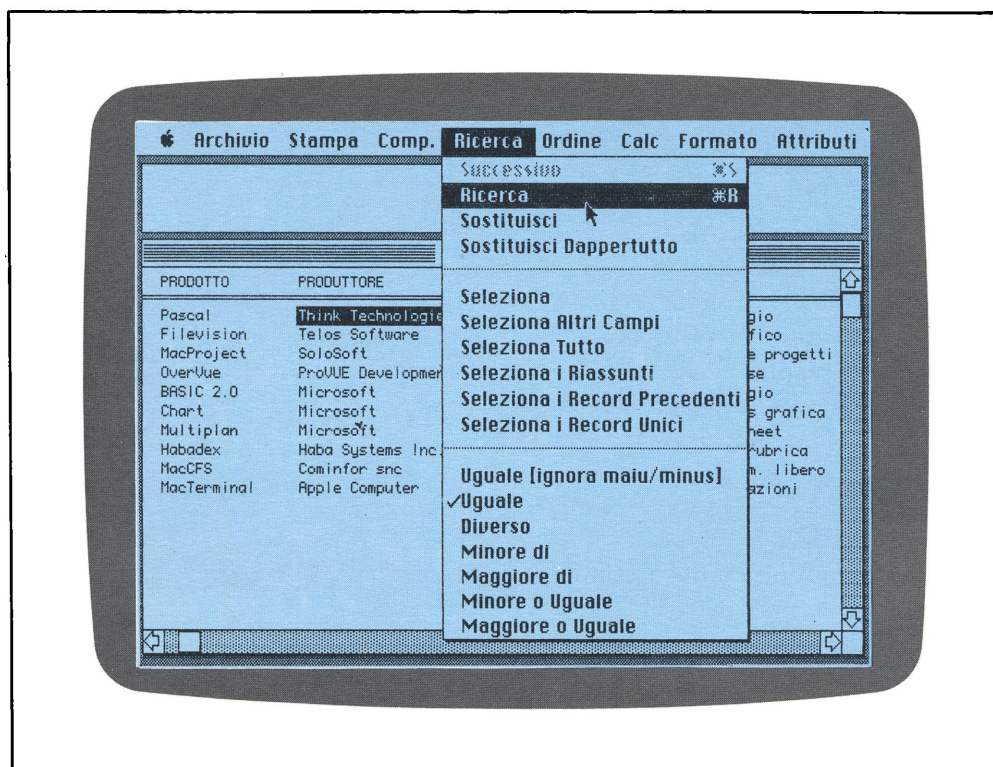 Archivio Stampa Comp. Ricerca Ordine Calc Formato Attributi
Successivo ⌘S
Ricerca ⌘R
Sostituisci
Sostituisci Dappertutto
Seleziona
Seleziona Altri Campi
Seleziona Tutto
Seleziona i Riassunti
Seleziona i Record Precedenti
Seleziona i Record Unici
Uguale [ignora maiu/minus]
✓Uguale
Diverso
Minore di
Maggiore di
Minore o Uguale
Maggiore o Uguale
PRODOTTO PRODUTTORE
Pascal Think Technologie gio
Filevision Telos Software fico
MacProject SoloSoft e progetti
OverVue ProVUE Developmen se
BASIC 2.0 Microsoft gio
Chart Microsoft s grafica
Multiplan Microsoft heet
Habadex Haba Systems Inc. rubrica
MacCFS Cominfor snc m. libero
MacTerminal Apple Computer azioni